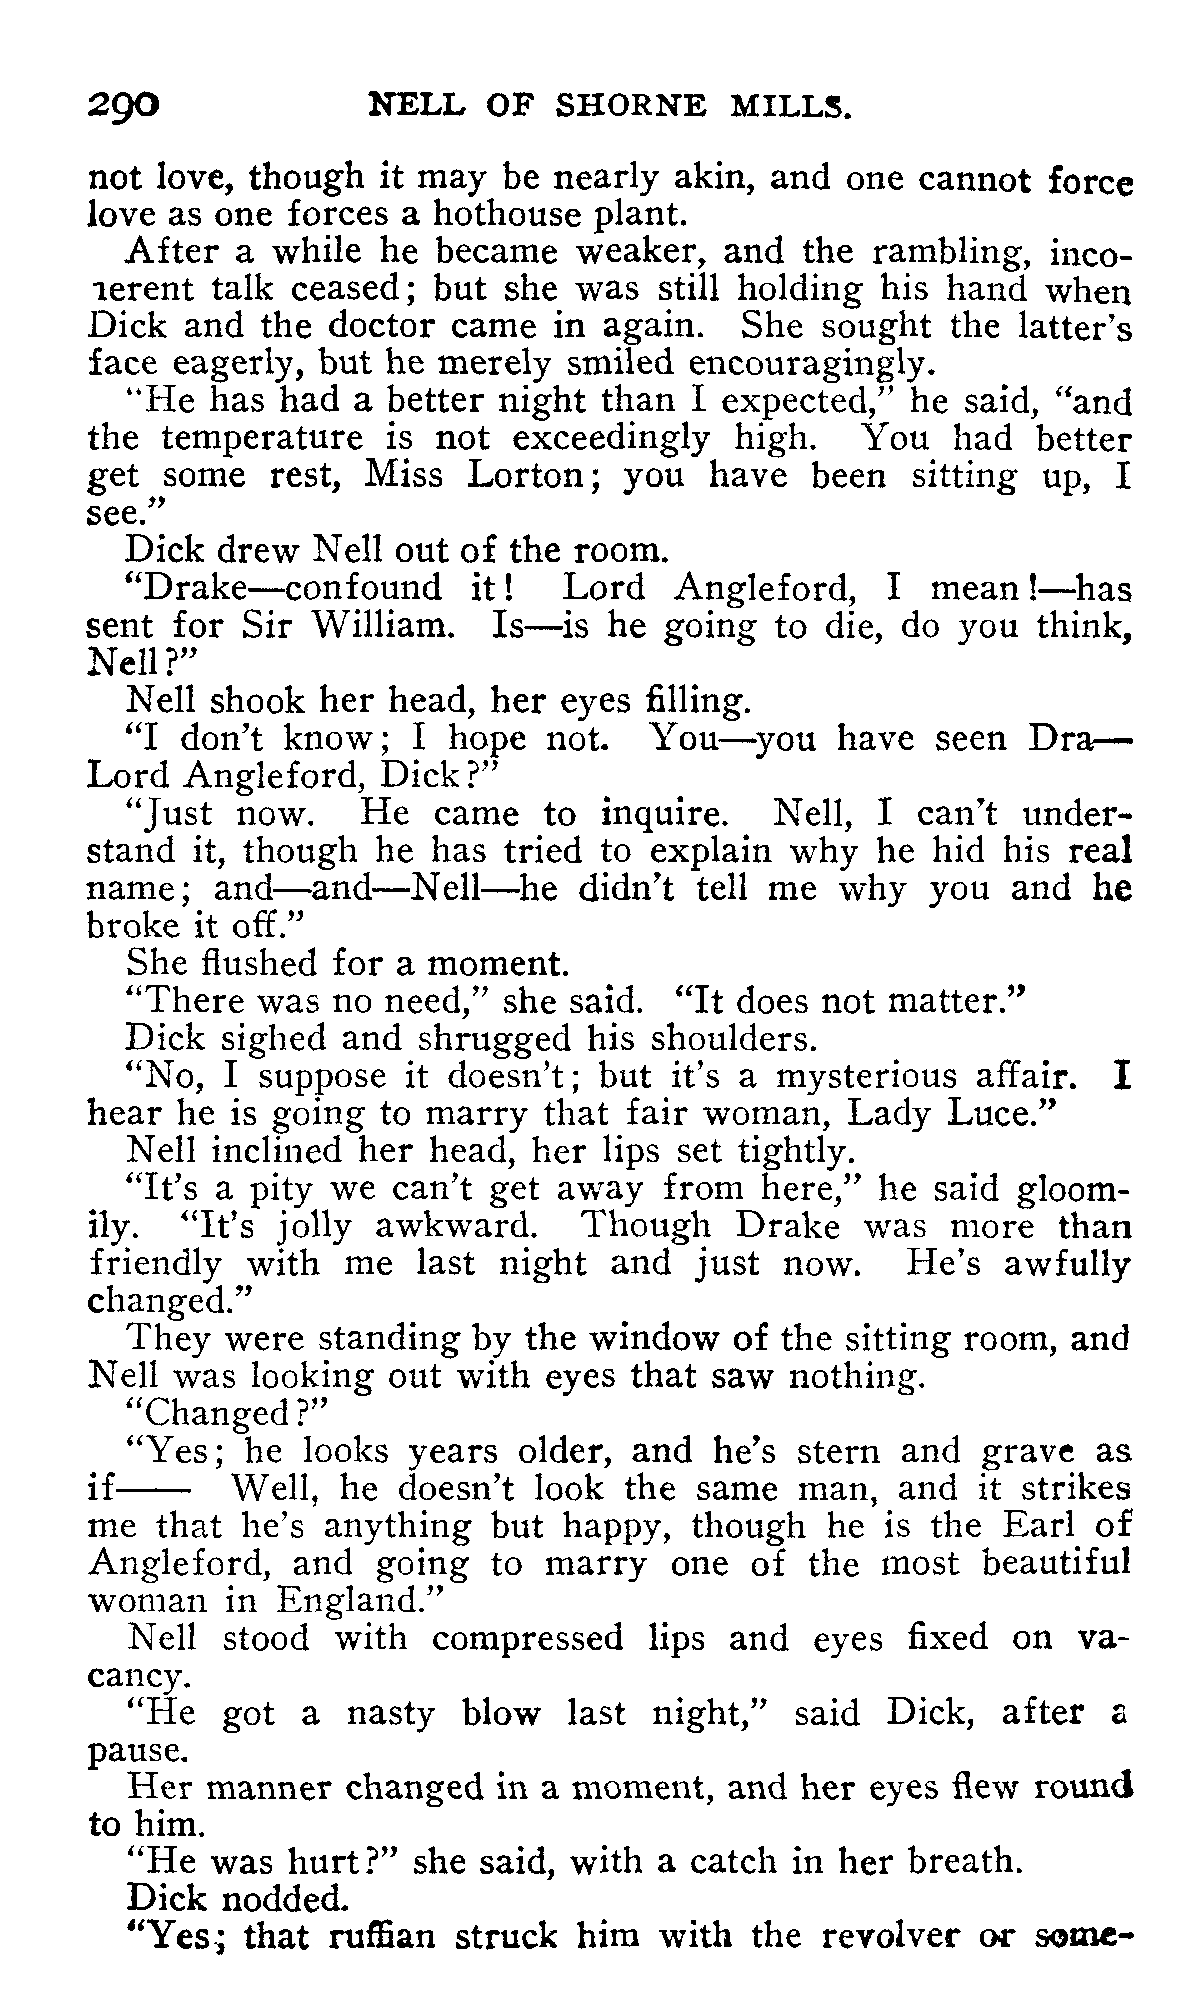 290 NELL OF SHORNE MILLS.
not love, though it may be nearly akin, and one cannot force
love as one forces a hothouse plant.
After a while he became weaker, and the rambling, inco-
ıerent talk ceased; but she was still holding his hand when
Dick and the doctor came in again. She sought the latter's
face eagerly, but he merely smiled encouragingly.
"He has had a better night than I expected," he said, "and
the temperature is not exceedingly high. You had better
get some rest, Miss Lorton; you have been sitting up, I
see."
Dick drew Nell out of the room.
"Drake—confound it! Lord Angleford, I mean!—has
sent for Sir William. Is—is he going to die, do you think,
Nell?"
Nell shook her head, her eyes filling.
"I don't know; I hope not. You—you have seen Dra—
Lord Angleford, Dick?"
"Just now. He came to inquire. Nell, I can't under-
stand it, though he has tried to explain why he hid his real
name; and—and—Nell—he didn't tell me why you and he
broke it off."
She flushed for a moment.
"There was no need," she said. "It does not matter."
Dick sighed and shrugged his shoulders.
"No, I suppose it doesn't; but it's a mysterious affair. I
hear he is going to marry that fair woman, Lady Luce."
Nell inclined her head, her lips set tightly.
"It's a pity we can't get away from here," he said gloom-
ily. "It's jolly awkward. Though Drake was more than
friendly with me last night and just now. He's awfully
changed."
They were standing by the window of the sitting room, and
Nell was looking out with eyes that saw nothing.
"Changed?"
"Yes; he looks years older, and he's stern and grave as
if—— Well, he doesn't look the same man, and it strikes
me that he's anything but happy, though he is the Earl of
Angleford, and going to marry one of the most beautiful
woman in England."
Nell stood with compressed lips and eyes fixed on va-
cancy.
"He got a nasty blow last night," said Dick, after a
pause.
Her manner changed in a moment, and her eyes flew round
to him.
"He was hurt?" she said, with a catch in her breath.
Dick nodded.
"Yes; that ruffian struck him with the revolver or some-